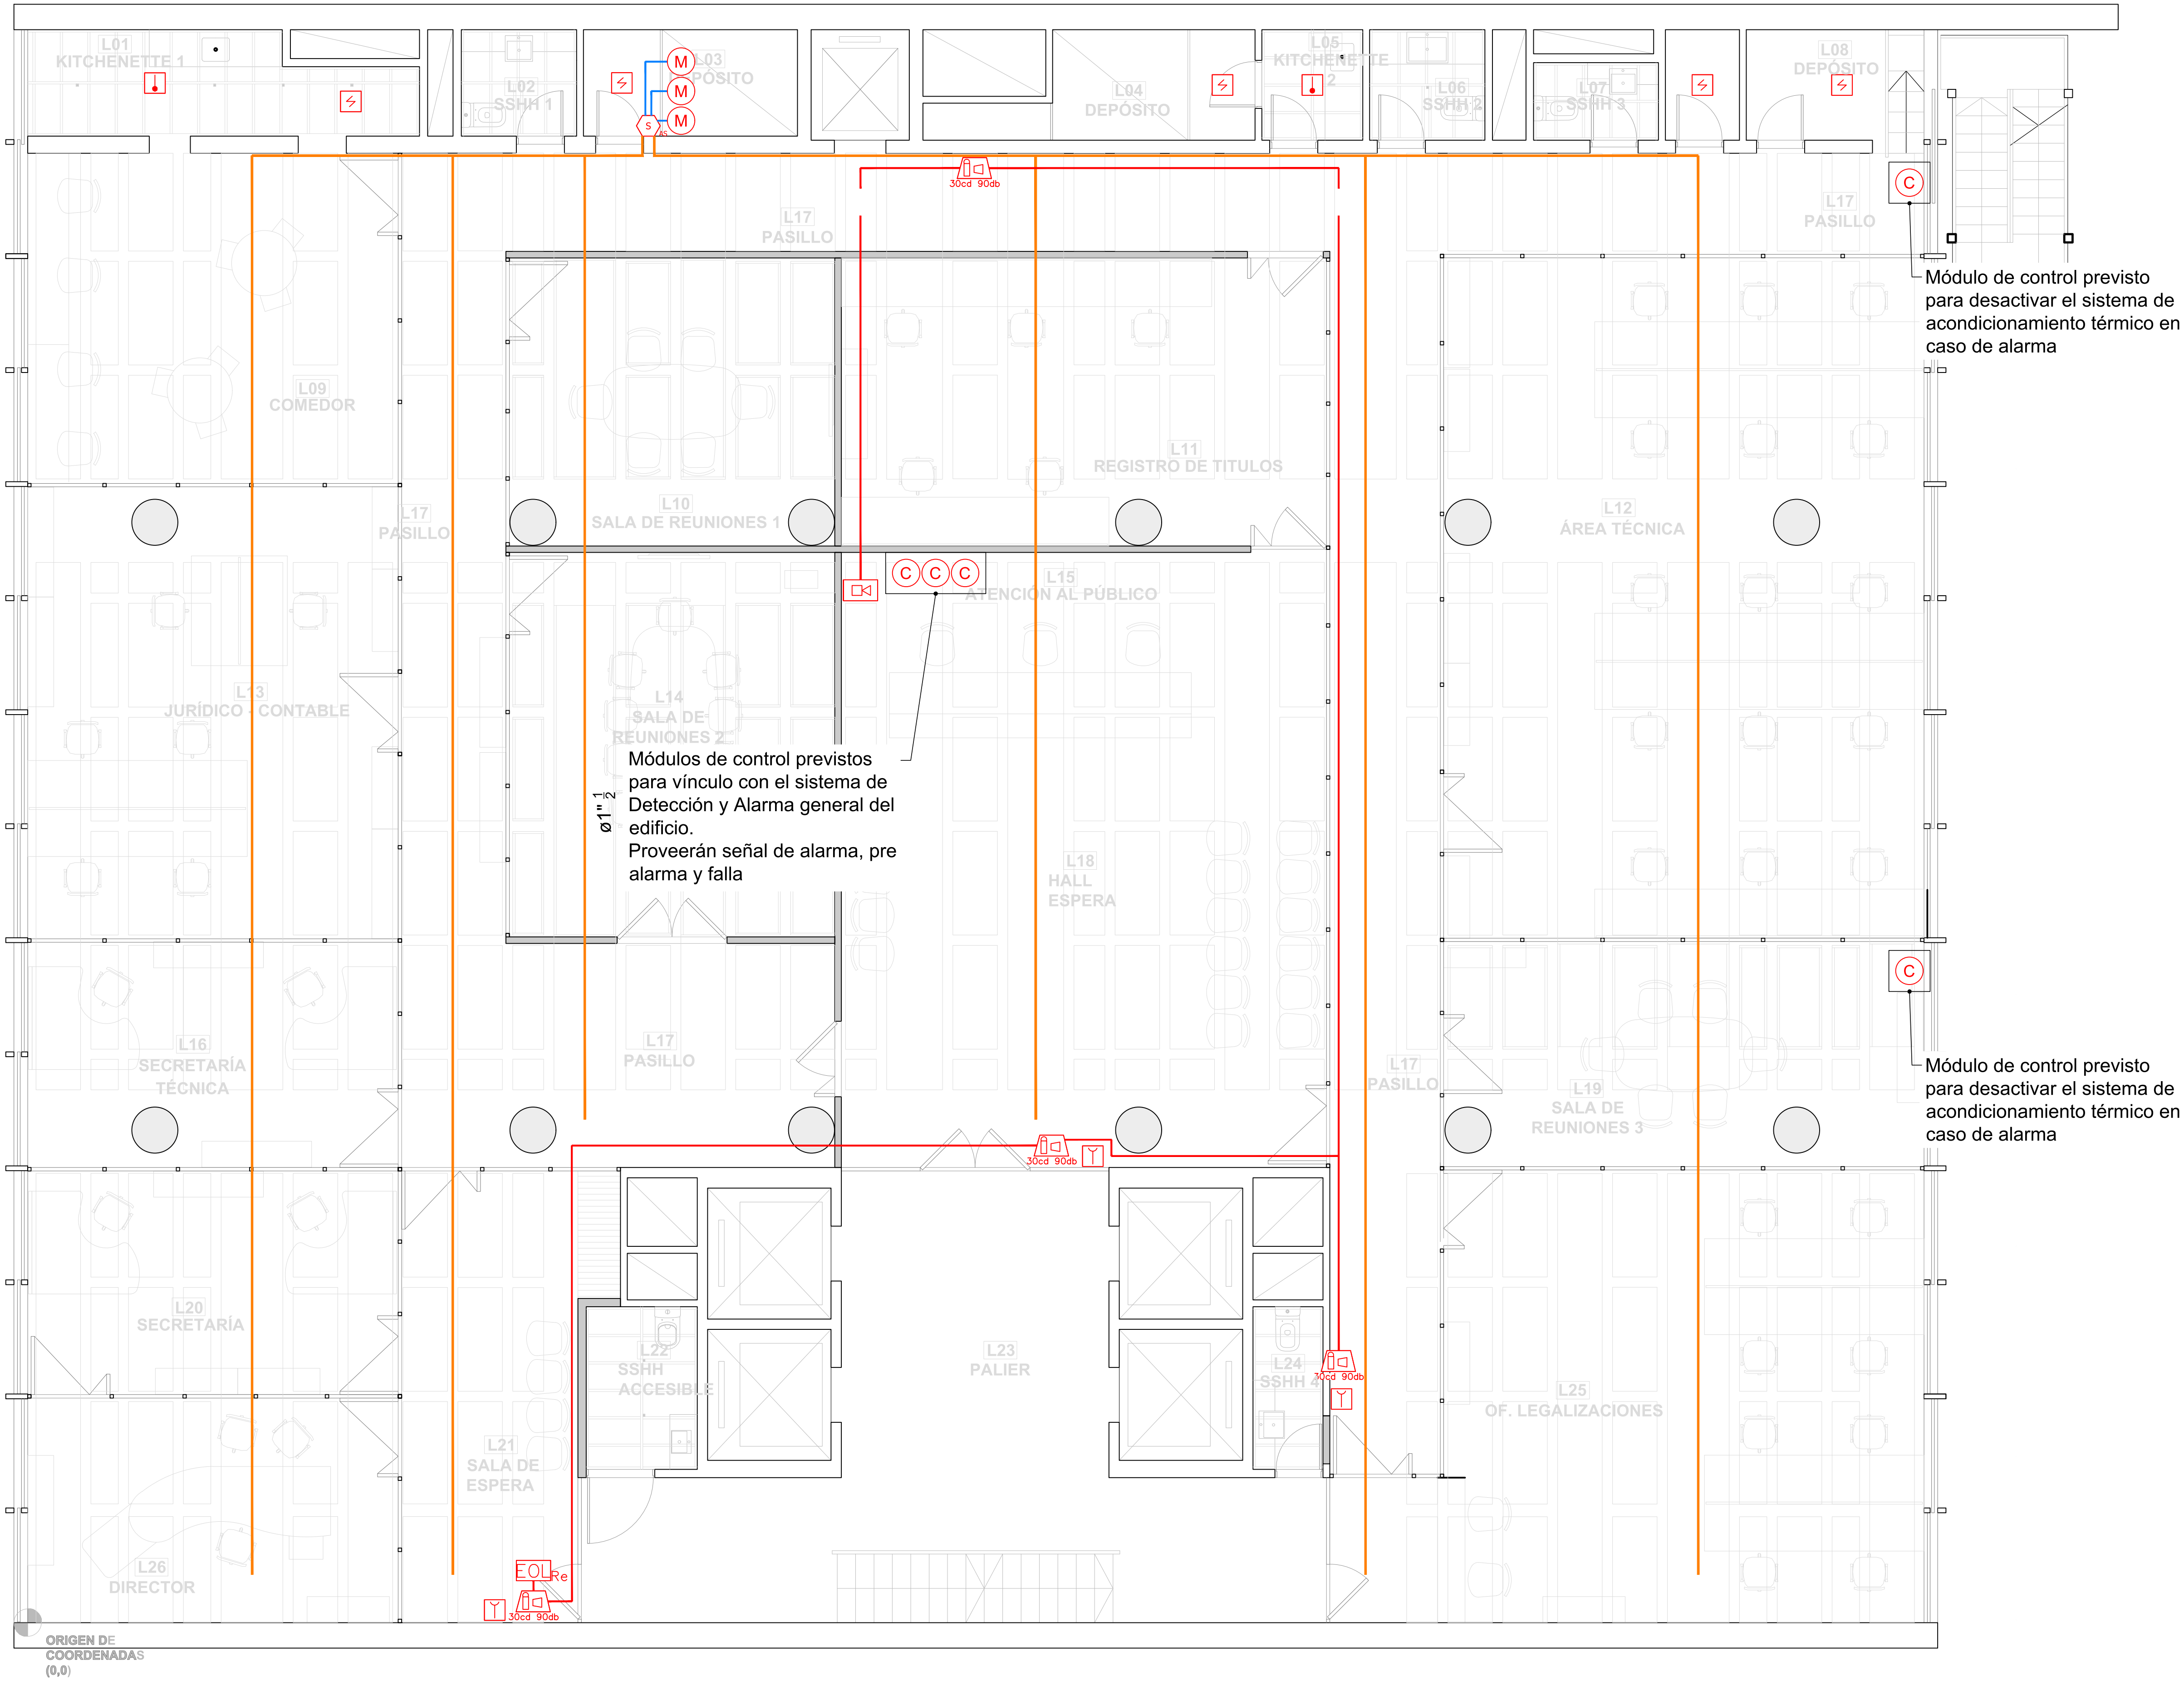 L01
KITCHENETTE 1
L02
SSHH 1
L03
PÓSITO
M
M
M
S
AS
L04
DEPÓSITO
L05
KITCHENETTE
2
L06
SSHH 2
L07
SSHH 3
L08
DEPÓSITO
30cd 90db
C
L17
PASILLO
L17
PASILLO
Módulo de control previsto
para desactivar el sistema de
acondicionamiento térmico en
caso de alarma
L09
COMEDOR
L10
SALA DE REUNIONES 1
L11
REGISTRO DE TITULOS
L12
ÁREA TÉCNICA
L17
PASILLO
C C C
L15
ATENCIÓN AL PÚBLICO
L13
JURÍDICO - CONTABLE
L14
SALA DE
REUNIONES 2
ø1" 1/2
Módulos de control previstos
para vínculo con el sistema de
Detección y Alarma general del
edificio.
Proveerán señal de alarma, pre
alarma y falla
L18
HALL
ESPERA
C
L16
SECRETARÍA
TÉCNICA
L17
PASILLO
L17
PASILLO
L19
SALA DE
REUNIONES 3
Módulo de control previsto
para desactivar el sistema de
acondicionamiento térmico en
caso de alarma
30cd 90db
L20
SECRETARÍA
L22
SSHH
ACCESIBLE
L23
PALIER
L24
SSHH 4
30cd 90db
L25
OF. LEGALIZACIONES
L21
SALA DE
ESPERA
L26
DIRECTOR
EOL
Re
30cd 90db
ORIGEN DE
COORDENADAS
(0,0)